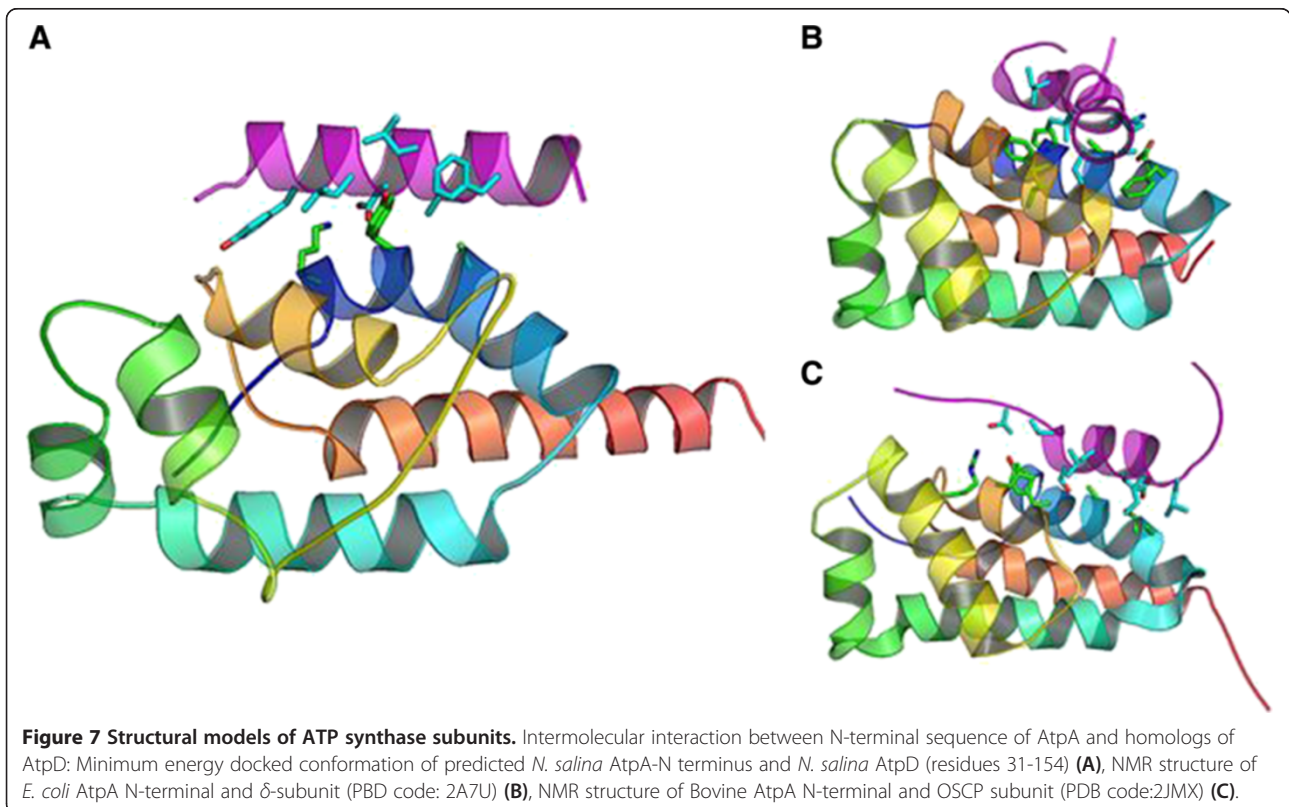 A
B
C
Figure 7 Structural models of ATP synthase subunits. Intermolecular interaction between N-terminal sequence of AtpA and homologs of
AtpD: Minimum energy docked conformation of predicted N. salina AtpA-N terminus and N. salina AtpD (residues 31-154) (A), NMR structure of
E. coli AtpA N-terminal and δ-subunit (PBD code: 2A7U) (B), NMR structure of Bovine AtpA N-terminal and OSCP subunit (PDB code:2JMX) (C).